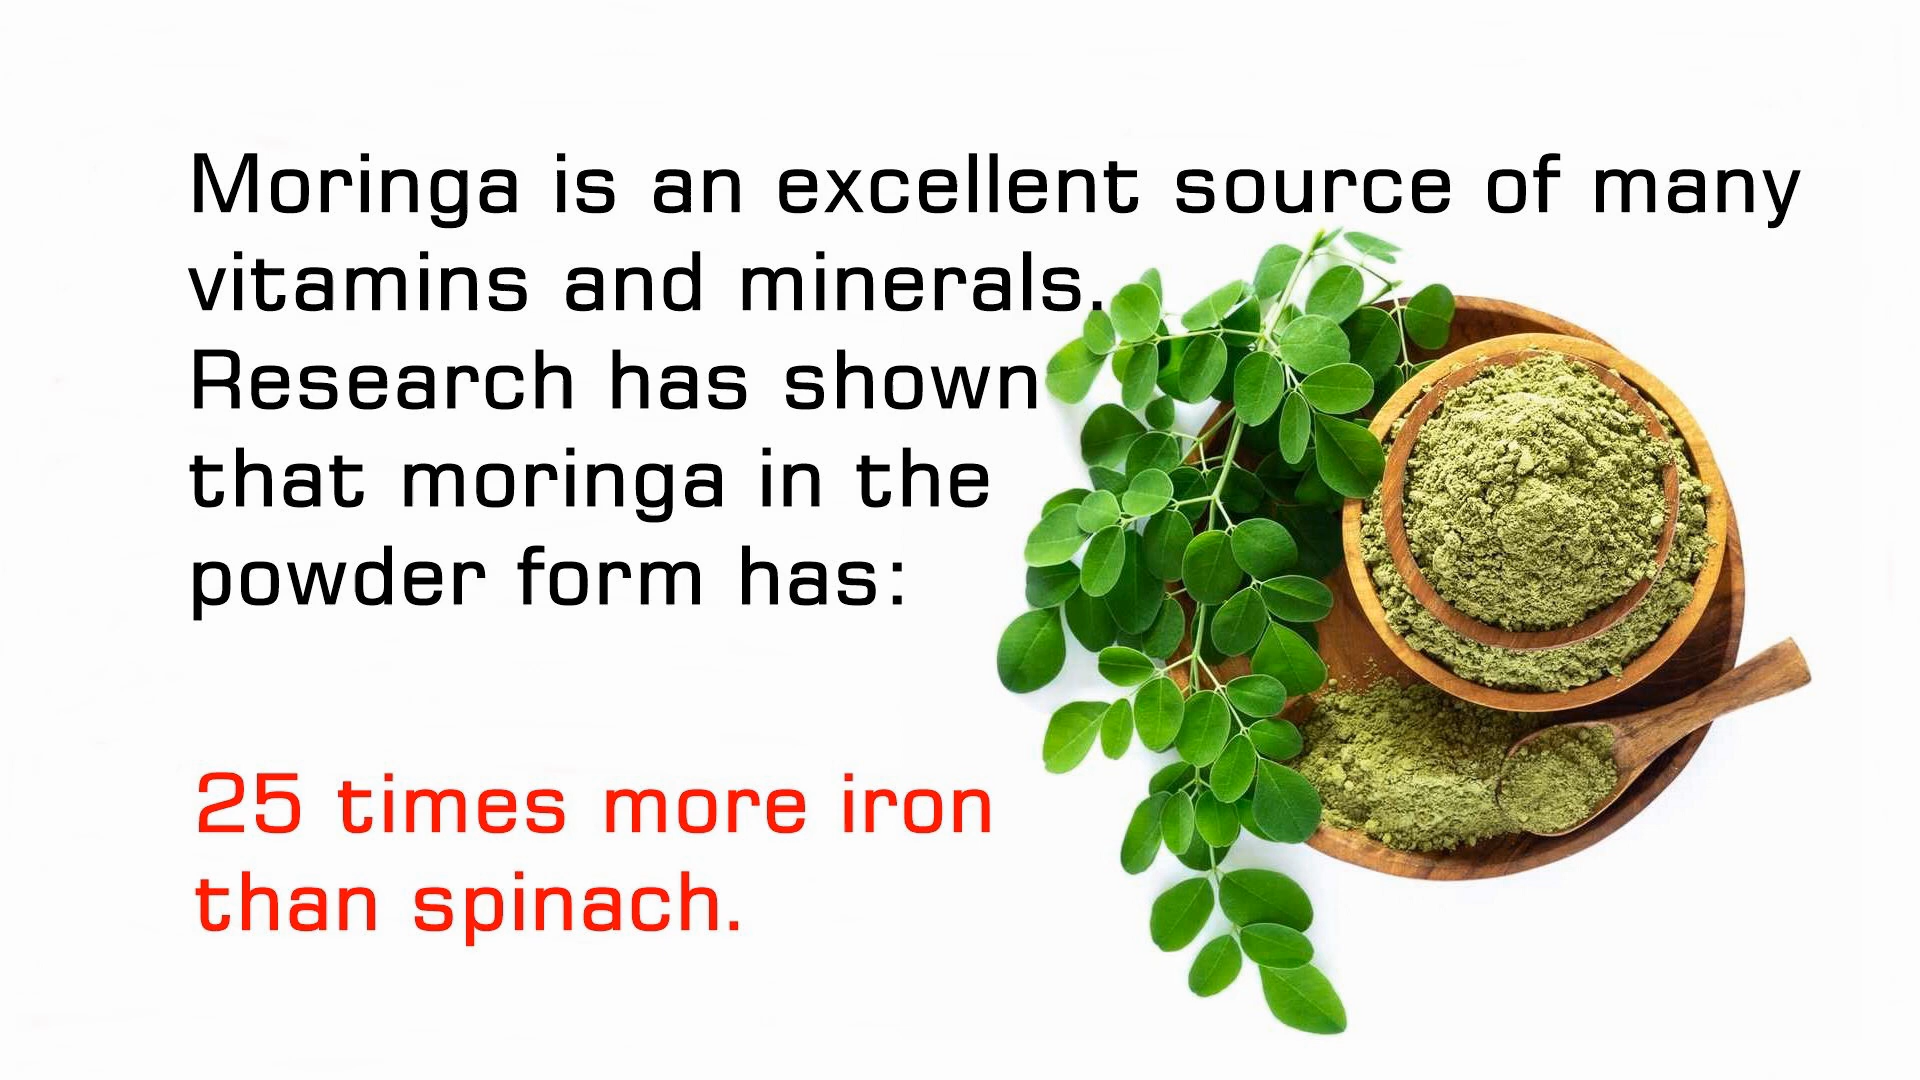 Moringa is an excellent source of many
vitamins and minerals.
Research has shown
that moringa in the
powder form has:
25 times more iron
than spinach.